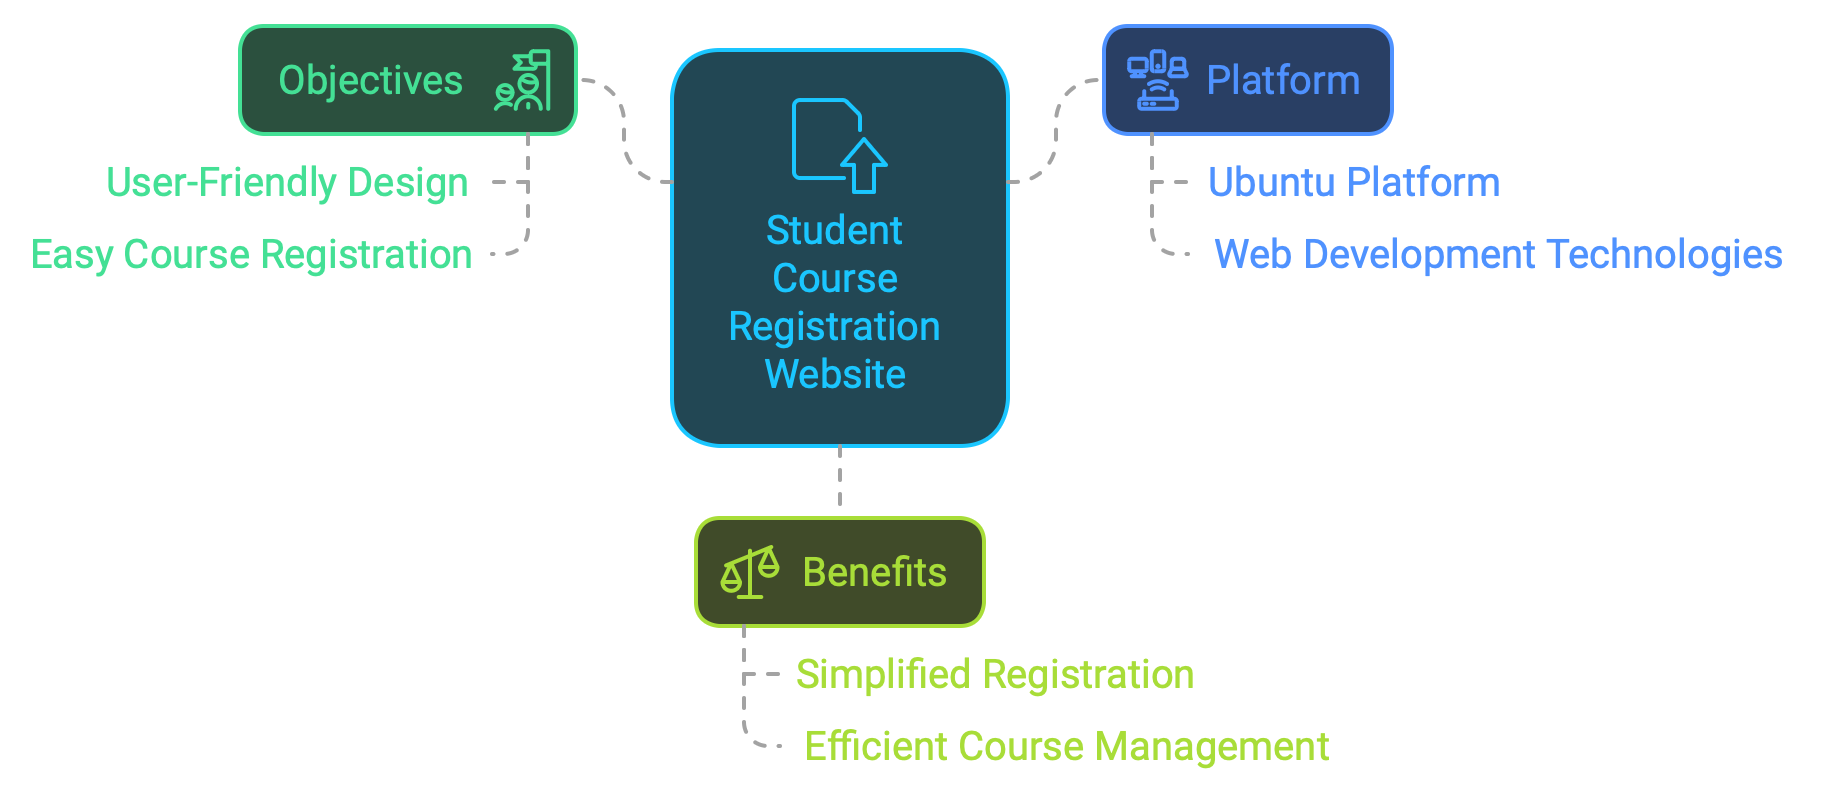 Objectives
User-Friendly Design
Easy Course Registration
Student
Course
Registration
Website
Platform
Ubuntu Platform
Web Development Technologies
Benefits
Simplified Registration
Efficient Course Management